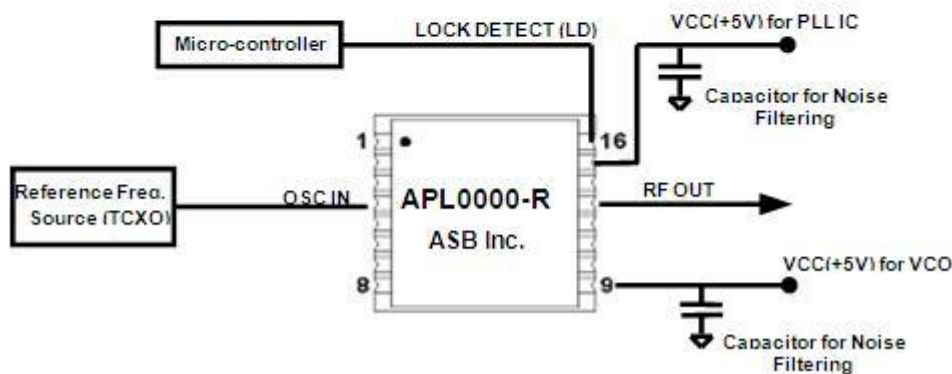 Micro-controller
LOCK DETECT (LD)
VCC(+5V) for PLL IC
Capacitor for Noise
Filtering
1
16
Reference Freq.
Source (TCXO)
OSC IN
APL0000-R
ASB Inc.
RF OUT
8
9
VCC(+5V) for VCO
Capacitor for Noise
Filtering